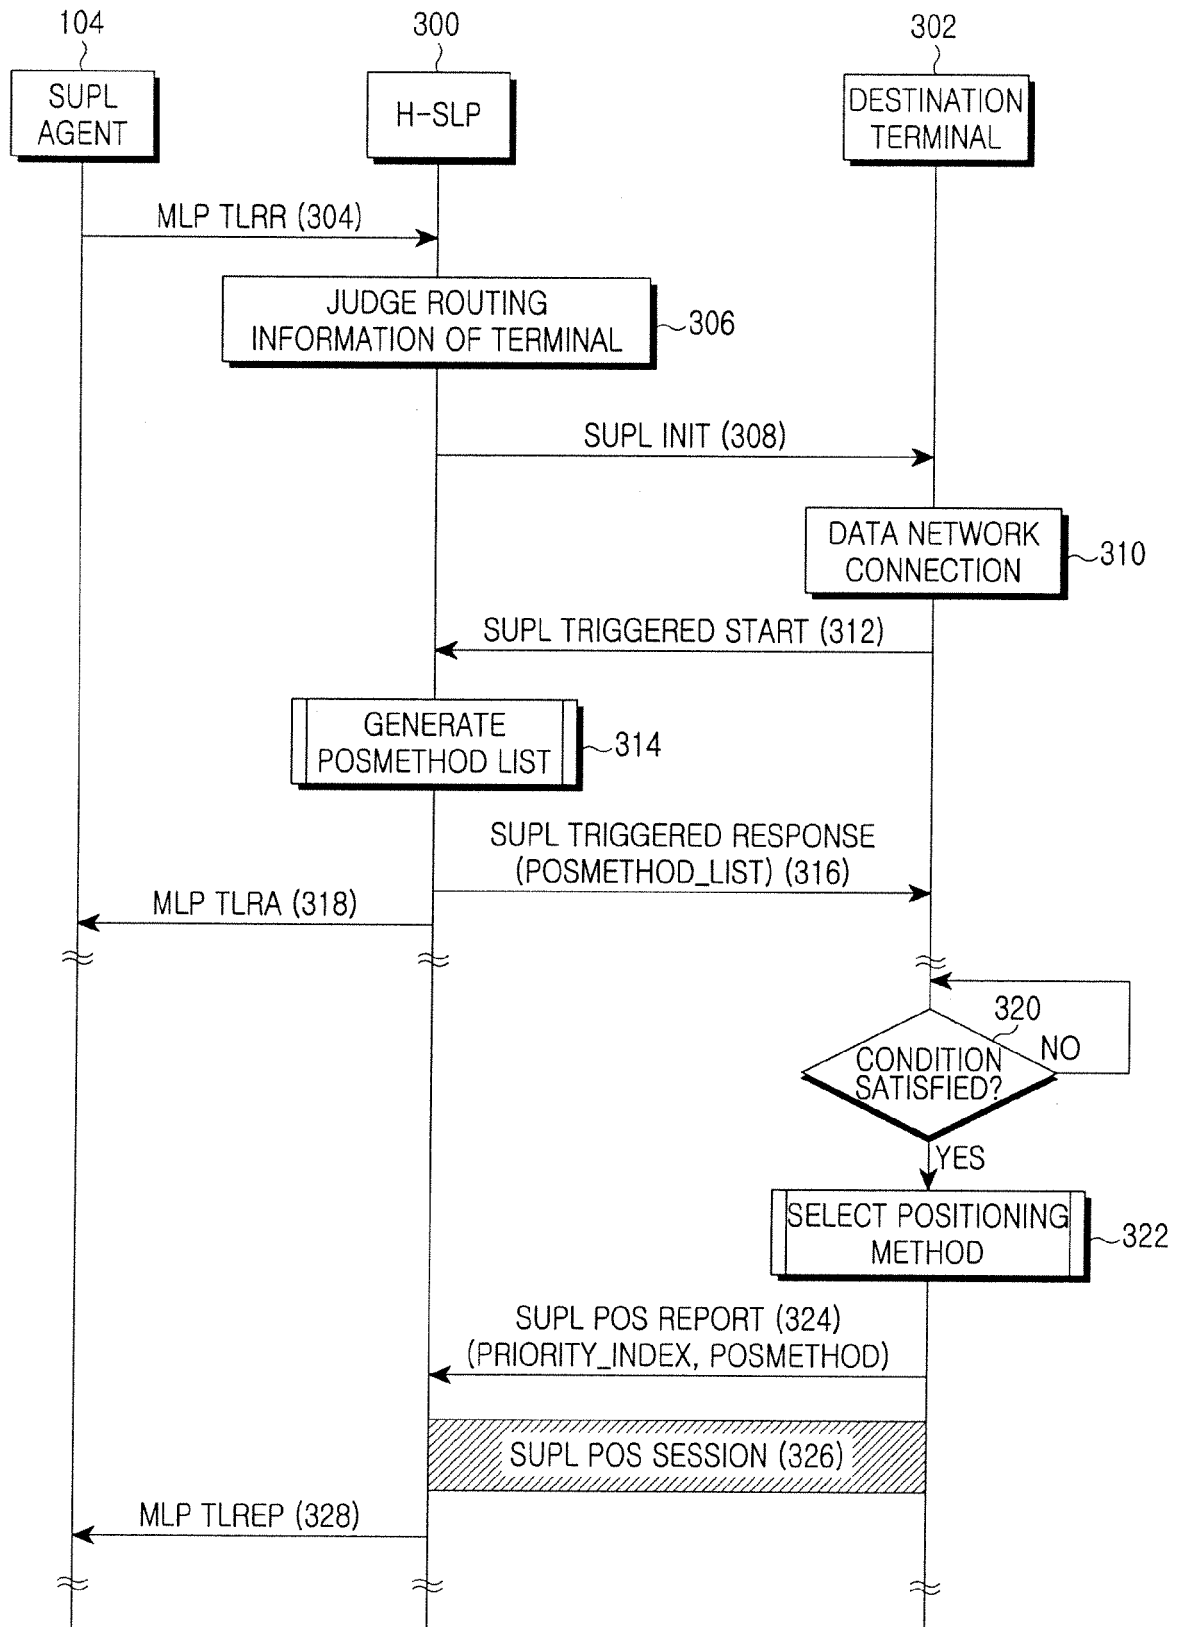 104
300
302
SUPL
AGENT
H-SLP
DESTINATION
TERMINAL
MLP TLRR (304)
JUDGE ROUTING
INFORMATION OF TERMINAL
306
SUPL INIT (308)
DATA NETWORK
CONNECTION
310
SUPL TRIGGERED START (312)
GENERATE
POSMETHOD LIST
314
SUPL TRIGGERED RESPONSE
(POSMETHOD_LIST) (316)
MLP TLRA (318)
320
CONDITION
SATISFIED?
NO
YES
SELECT POSITIONING
METHOD
322
SUPL POS REPORT (324)
(PRIORITY_INDEX, POSMETHOD)
SUPL POS SESSION (326)
MLP TLREP (328)